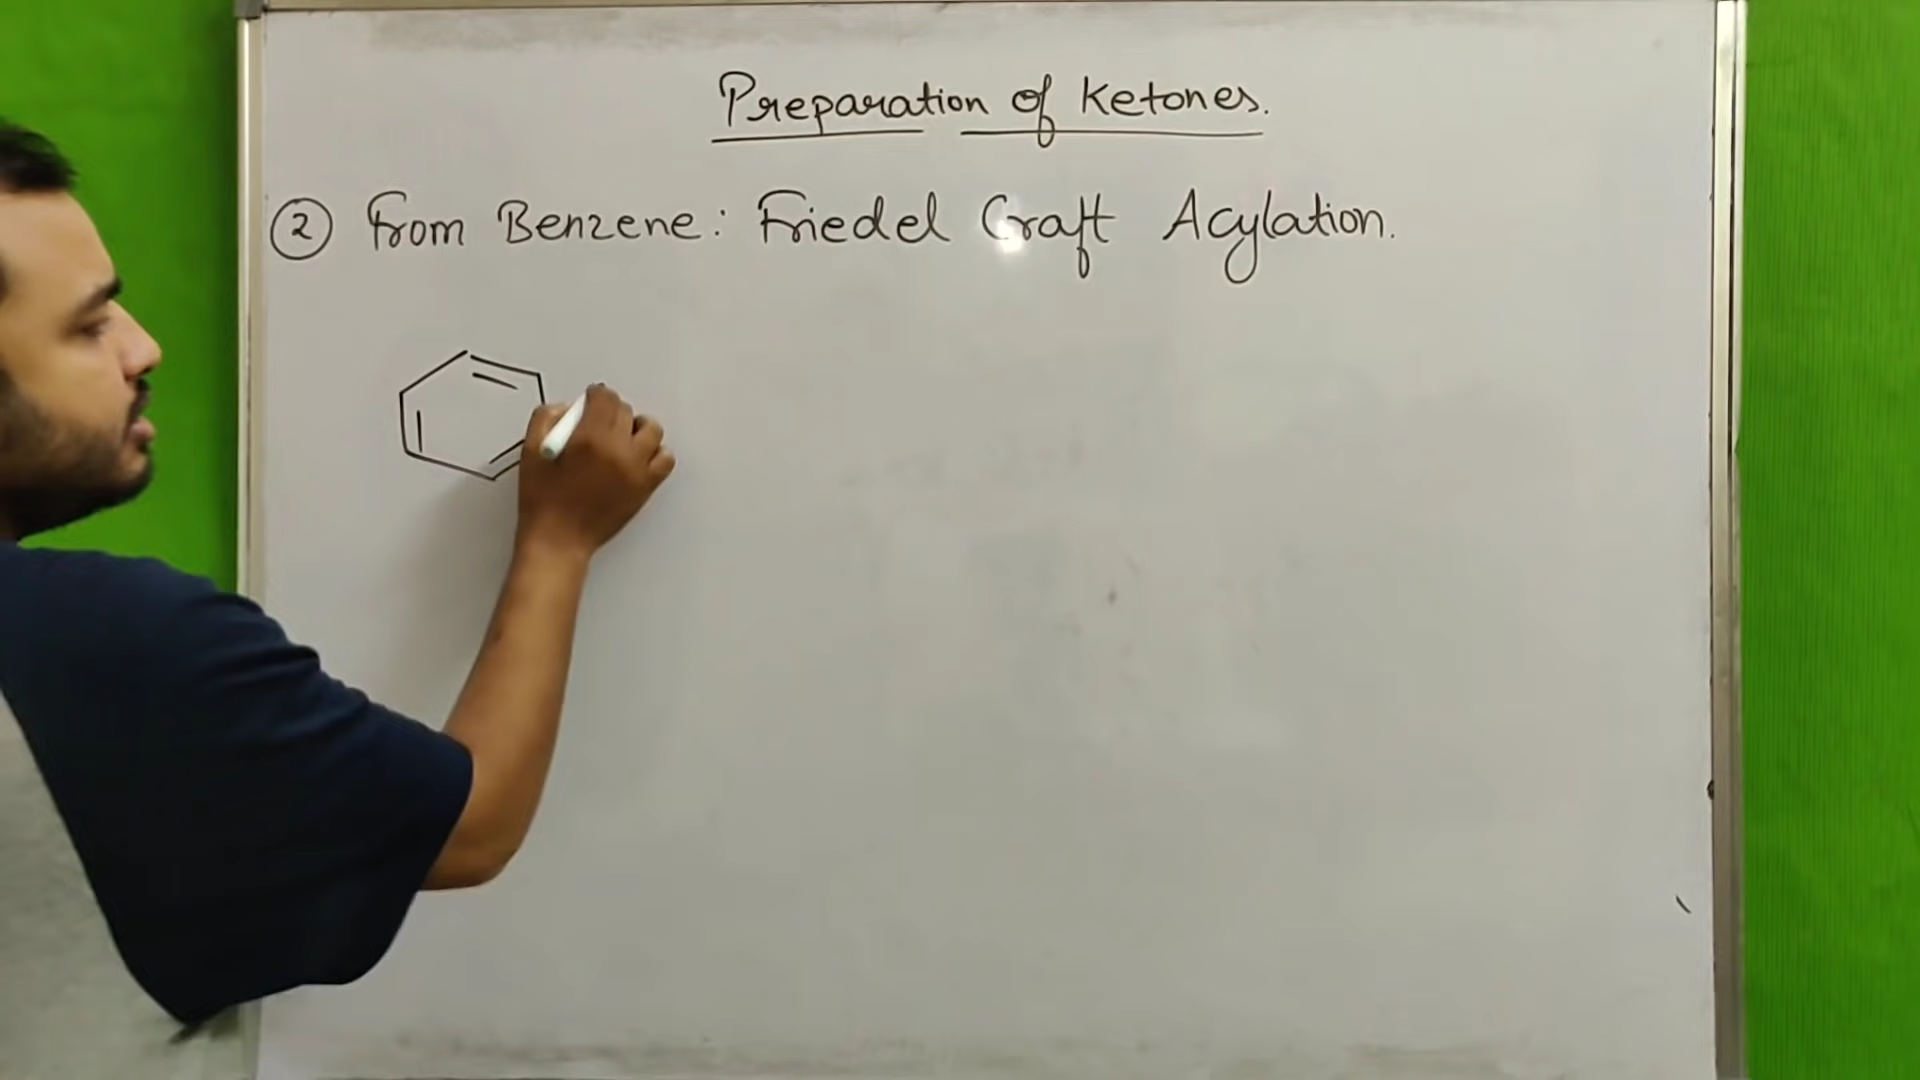 Preparation of Ketones.
② From Benzene: Friedel Craft Acylation.